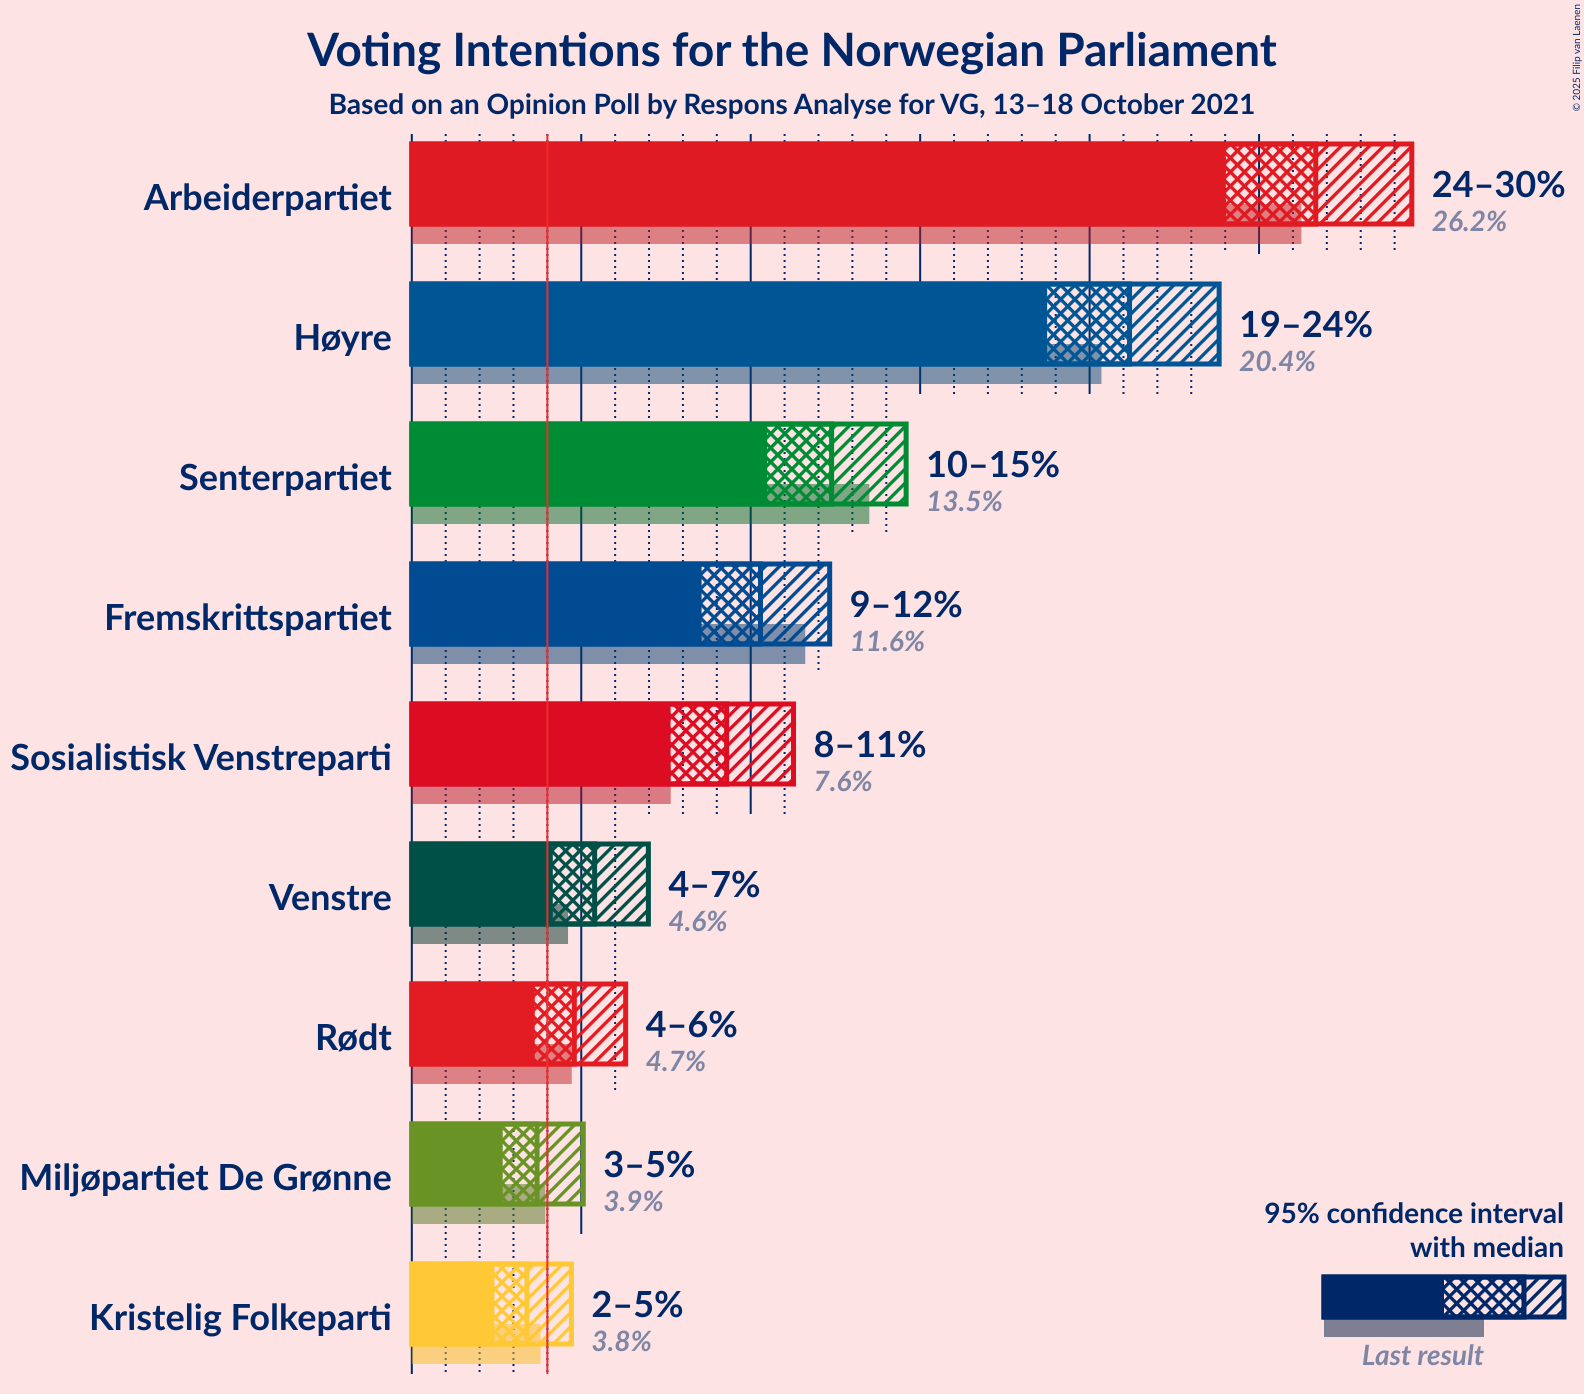 Voting Intentions for the Norwegian Parliament
Based on an Opinion Poll by Respons Analyse for VG, 13–18 October 2021
© 2025 Filip van Laenen
Arbeiderpartiet
24–30%
26.2%
Høyre
19–24%
20.4%
Senterpartiet
10–15%
13.5%
Fremskrittspartiet
9–12%
11.6%
Sosialistisk Venstreparti
8–11%
7.6%
Venstre
4–7%
4.6%
Rødt
4–6%
4.7%
Miljøpartiet De Grønne
3–5%
3.9%
Kristelig Folkeparti
2–5%
3.8%
95% confidence interval
with median
Last result